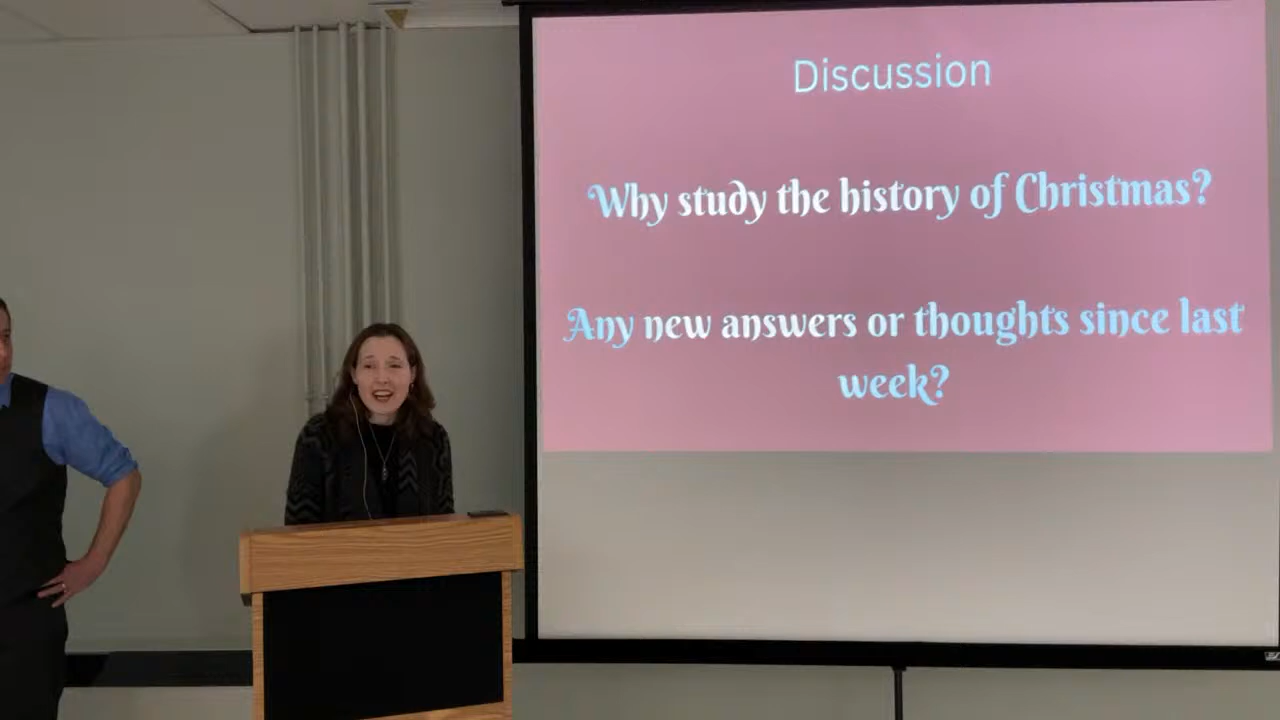 Discussion
Why study the history of Christmas?
Any new answers or thoughts since last
week?